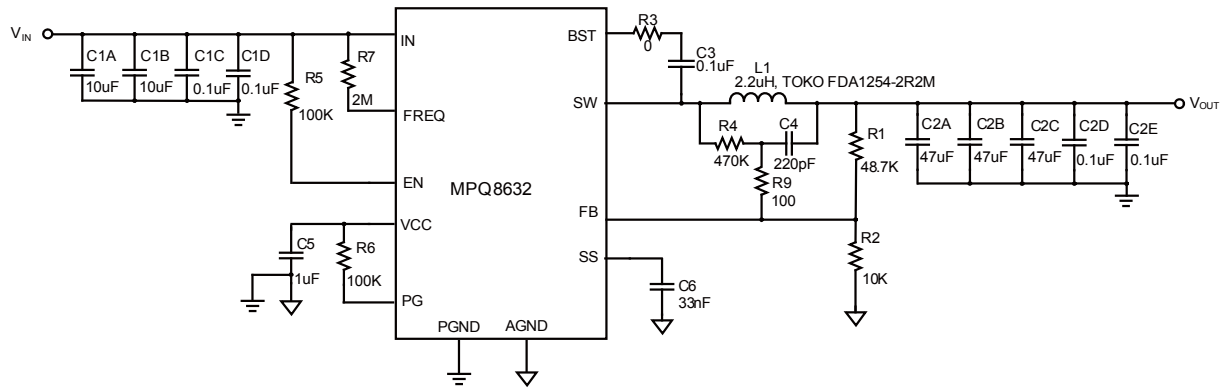 VIN
C1A
10uF
C1B
10uF
C1C
0.1uF
C1D
0.1uF
R5
100K
R7
2M
IN
FREQ
EN
VCC
PG
MPQ8632
PGND
AGND
BST
SW
FB
SS
C5
1uF
R6
100K
R3
0
C3
0.1uF
L1
2.2uH, TOKO FDA1254-2R2M
R4
470K
C4
220pF
R9
100
R1
48.7K
R2
10K
C6
33nF
C2A
47uF
C2B
47uF
C2C
47uF
C2D
0.1uF
C2E
0.1uF
VOUT